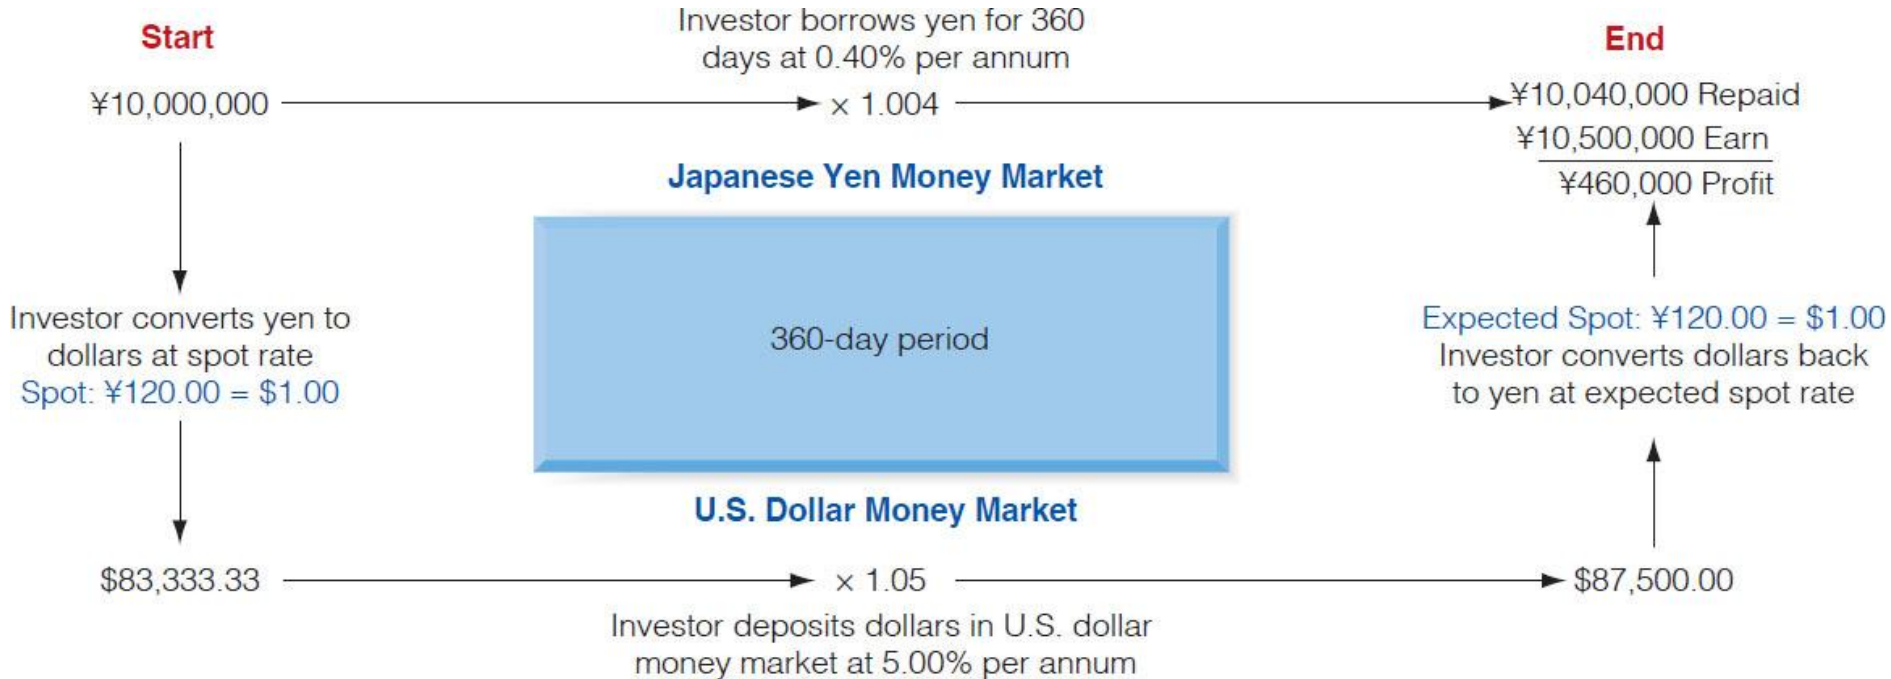 Start
Investor borrows yen for 360
days at 0.40% per annum
End
¥10,000,000
× 1.004
¥10,040,000 Repaid
¥10,500,000 Earn
¥460,000 Profit
Japanese Yen Money Market
Investor converts yen to
dollars at spot rate
Spot: ¥120.00 = $1.00
360-day period
Expected Spot: ¥120.00 = $1.00
Investor converts dollars back
to yen at expected spot rate
U.S. Dollar Money Market
$83,333.33
× 1.05
$87,500.00
Investor deposits dollars in U.S. dollar
money market at 5.00% per annum